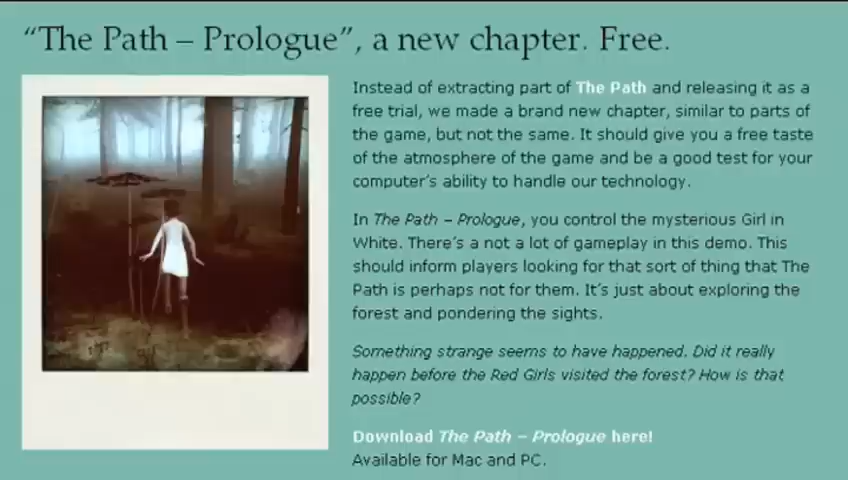 “The Path – Prologue”, a new chapter. Free.
Instead of extracting part of The Path and releasing it as a
free trial, we made a brand new chapter, similar to parts of
the game, but not the same. It should give you a free taste
of the atmosphere of the game and be a good test for your
computer’s ability to handle our technology.
In The Path – Prologue, you control the mysterious Girl in
White. There’s a not a lot of gameplay in this demo. This
should inform players looking for that sort of thing that The
Path is perhaps not for them. It’s just about exploring the
forest and pondering the sights.
Something strange seems to have happened. Did it really
happen before the Red Girls visited the forest? How is that
possible?
Download The Path – Prologue here!
Available for Mac and PC.